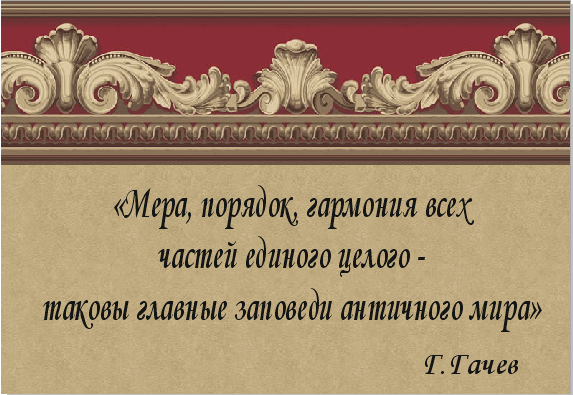 «Мера, порядок, гармония всех
частей единого целого -
таковы главные заповеди античного мира»
Г. Гачев